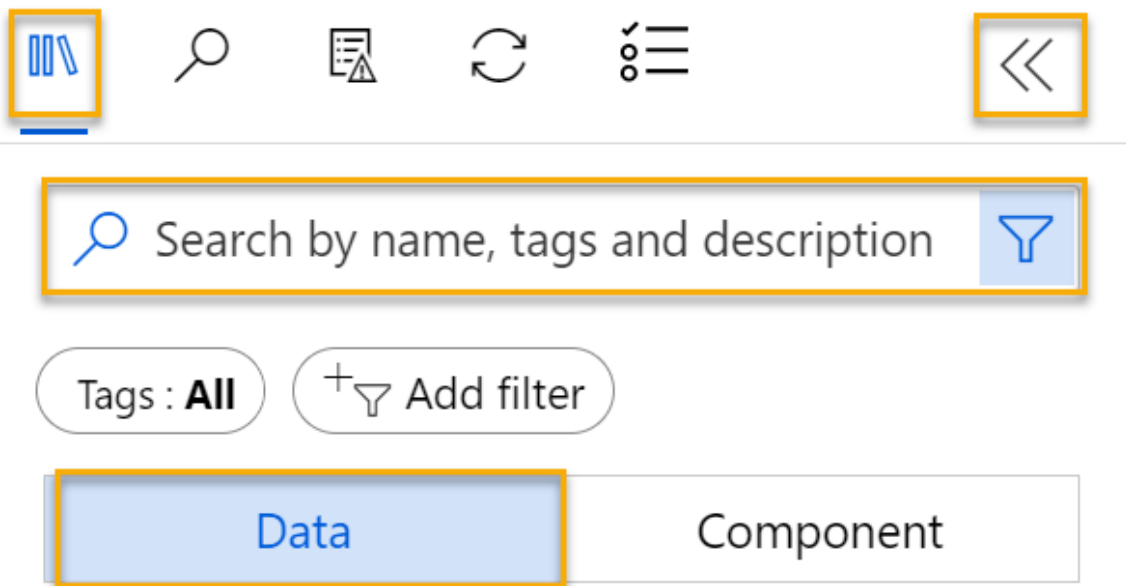 Search by name, tags and description
Tags : All
Add filter
Data
Component